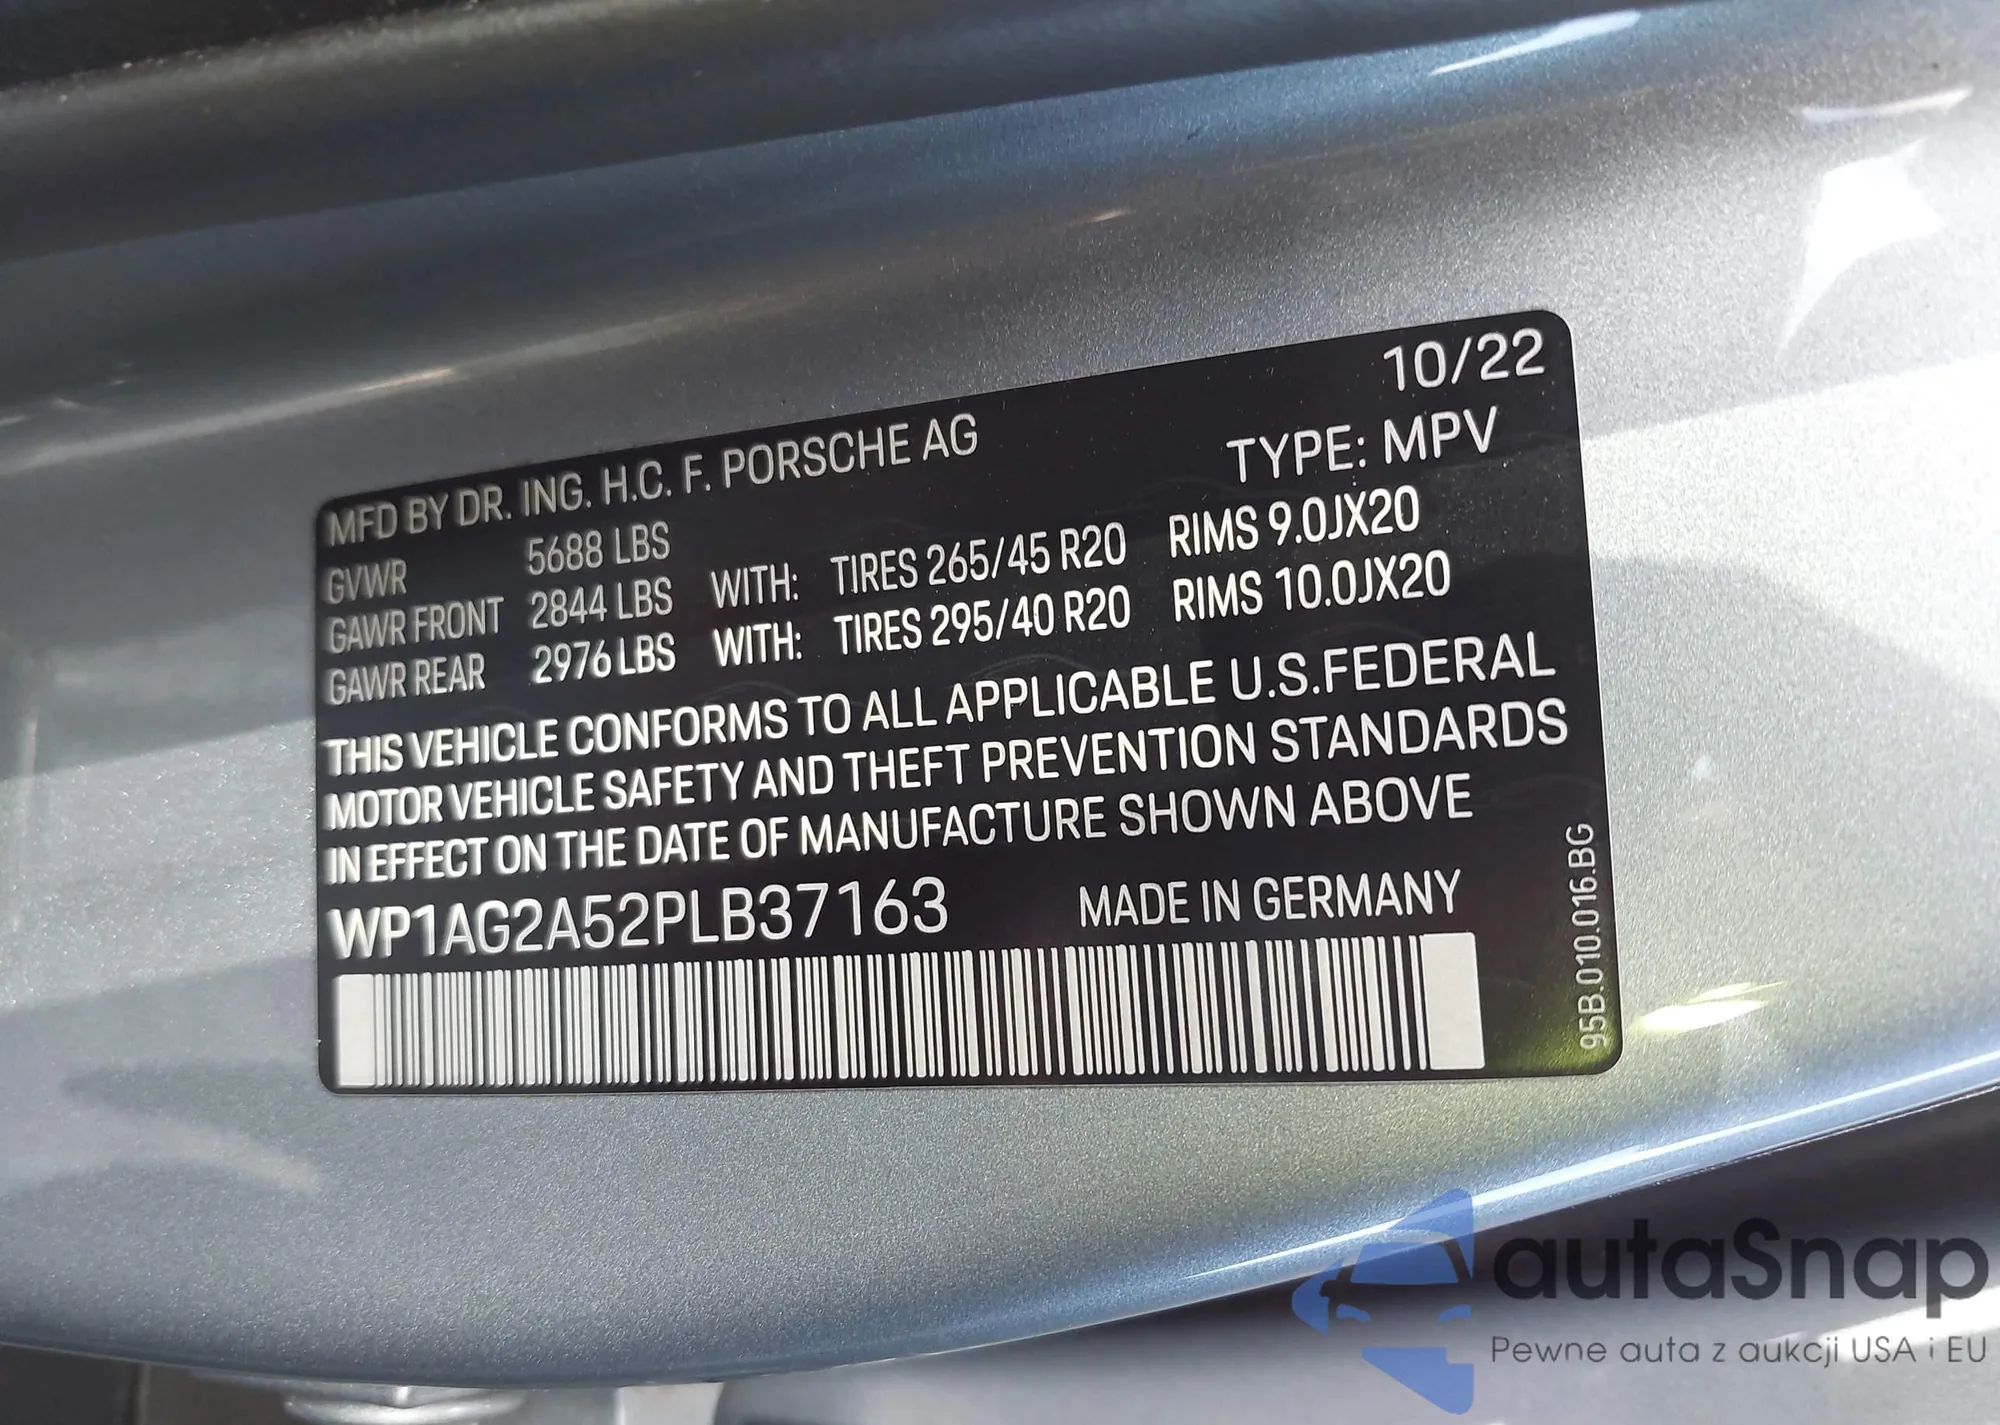 10/22
MFD BY DR. ING. H.C. F. PORSCHE AG
TYPE: MPV
GVWR 5688 LBS
GAWR FRONT 2844 LBS WITH: TIRES 265/45 R20 RIMS 9.0JX20
GAWR REAR 2976 LBS WITH: TIRES 295/40 R20 RIMS 10.0JX20
THIS VEHICLE CONFORMS TO ALL APPLICABLE U.S.FEDERAL
MOTOR VEHICLE SAFETY AND THEFT PREVENTION STANDARDS
IN EFFECT ON THE DATE OF MANUFACTURE SHOWN ABOVE
WP1AG2A52PLB37163 MADE IN GERMANY
95B.010.016.BG
autaSnap
Pewne auta z aukcji USA i EU